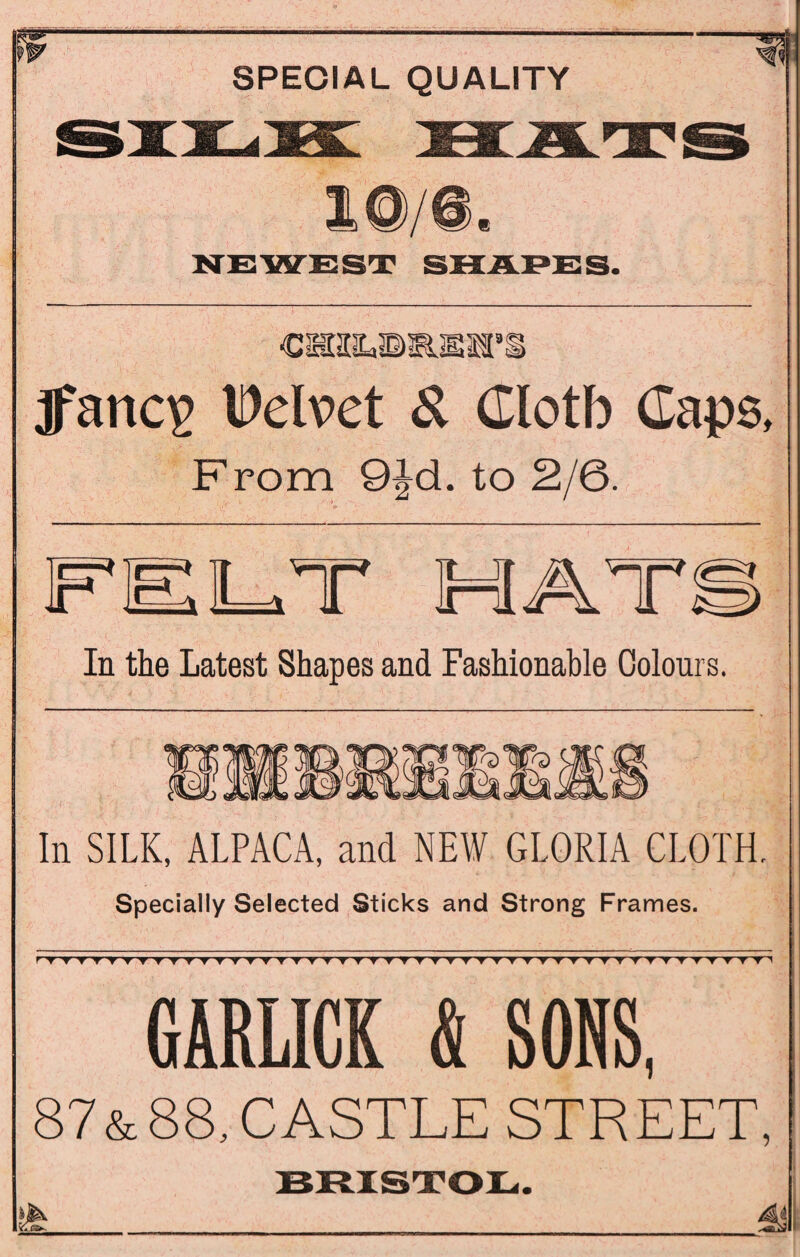 SPECIAL QUALITY
SILK HATS
10/6.
NEWEST SHAPES.
CHILDREN'S
Fancy Velvet & Cloth Caps,
From 9½d. to 2/6.
FELT HATS
In the Latest Shapes and Fashionable Colours.
UMBRELLAS
In SILK, ALPACA, and NEW GLORIA CLOTH.
Specially Selected Sticks and Strong Frames.
GARLICK & SONS,
87 & 88, CASTLE STREET,
BRISTOL.